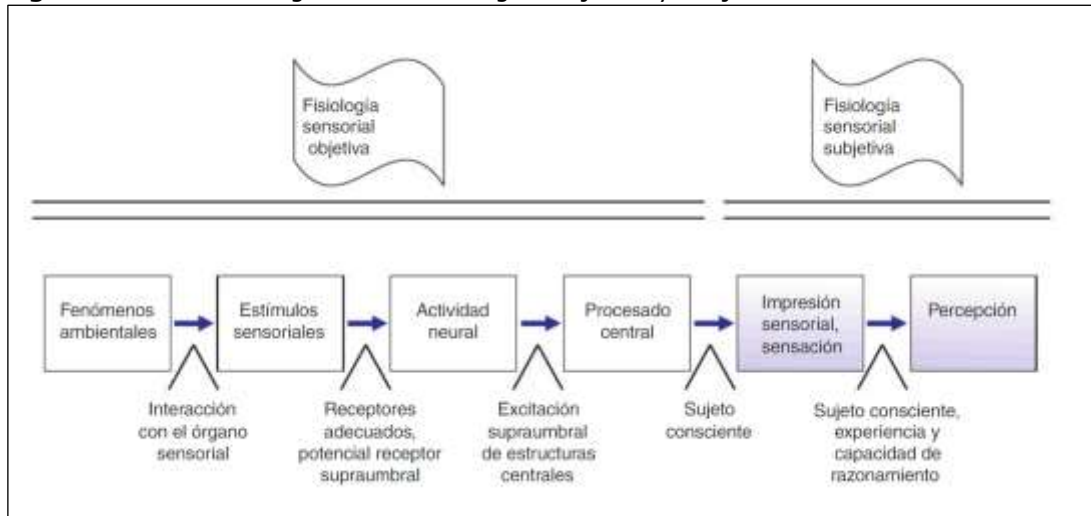 Fisiología
sensorial
objetiva
Fisiología
sensorial
subjetiva
Fenómenos
ambientales
Estímulos
sensoriales
Actividad
neural
Procesado
central
Impresión
sensorial,
sensación
Percepción
Interacción
con el órgano
sensorial
Receptores
adecuados,
potencial receptor
supraumbral
Excitación
supraumbral
de estructuras
centrales
Sujeto
consciente
Sujeto consciente,
experiencia y
capacidad de
razonamiento